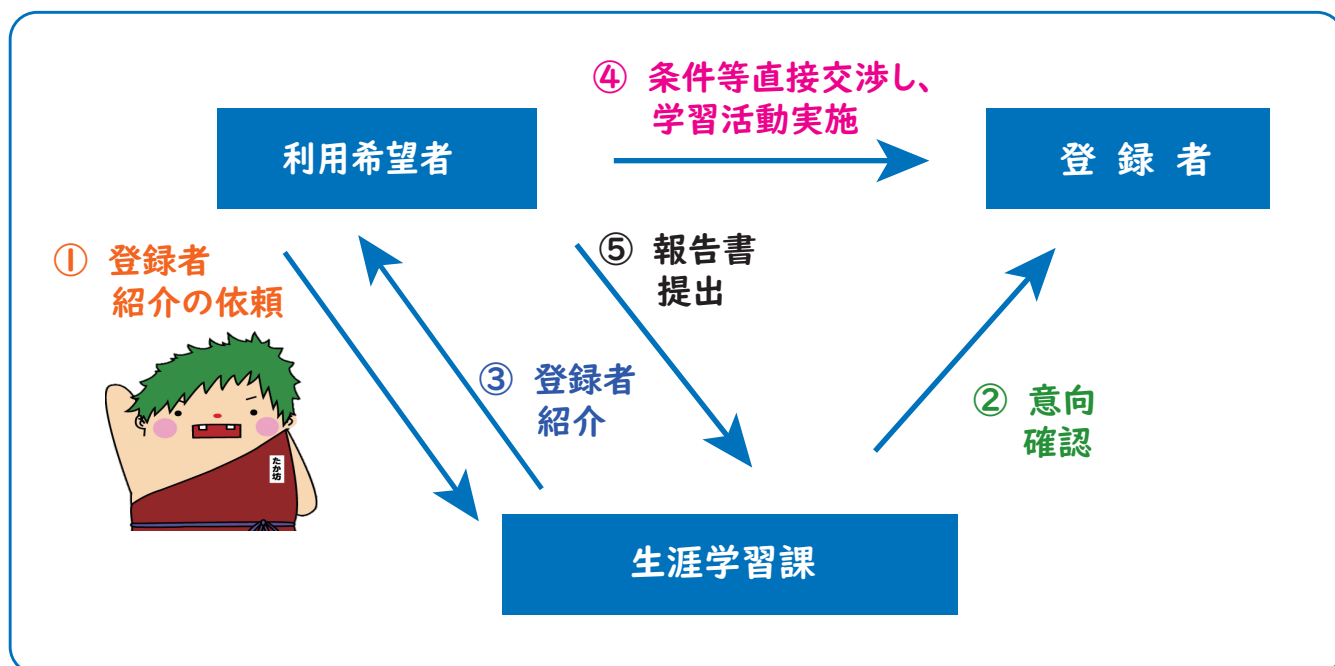 ④ 条件等直接交渉し、
学習活動実施
利用希望者
登録者
① 登録者
紹介の依頼
⑤ 報告書
提出
③ 登録者
紹介
② 意向
確認
たか坊
生涯学習課